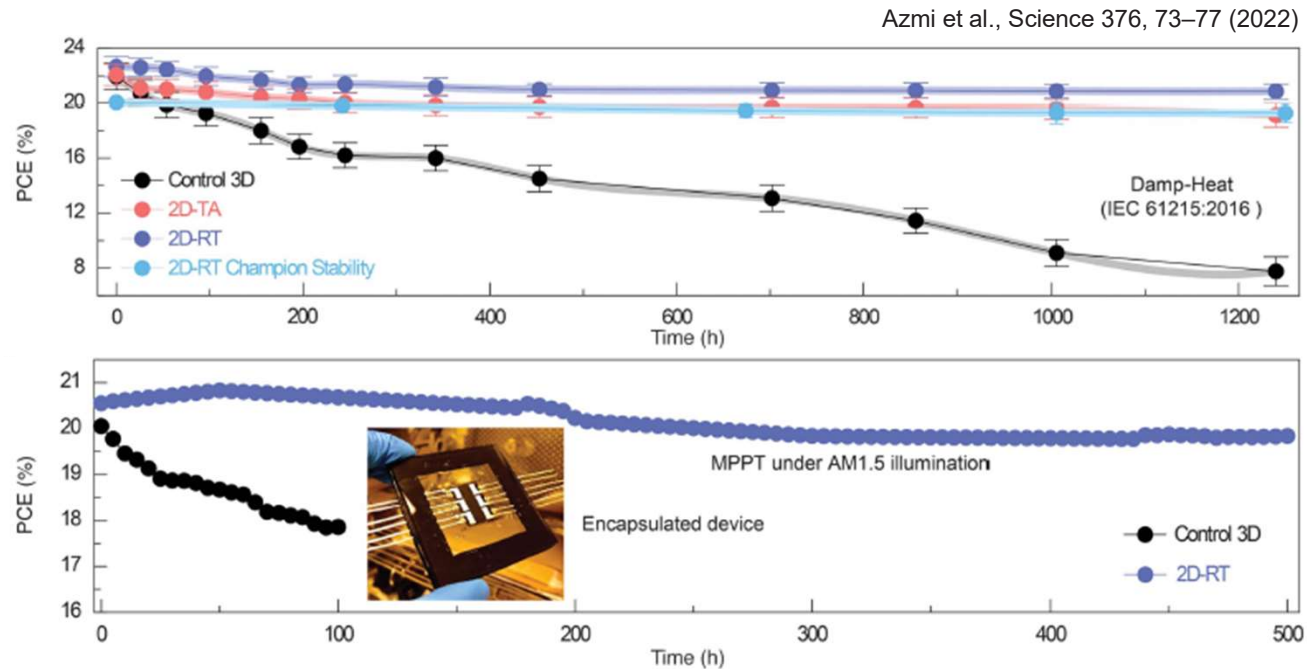 Azmi et al., Science 376, 73–77 (2022)
24
20
16
12
8
PCE (%)
Control 3D
2D-TA
2D-RT
2D-RT Champion Stability
Damp-Heat
(IEC 61215:2016 )
0 200 400 600 800 1000 1200
Time (h)
21
20
19
18
17
16
PCE (%)
MPPT under AM1.5 illumination
Encapsulated device
Control 3D
2D-RT
0 100 200 300 400 500
Time (h)